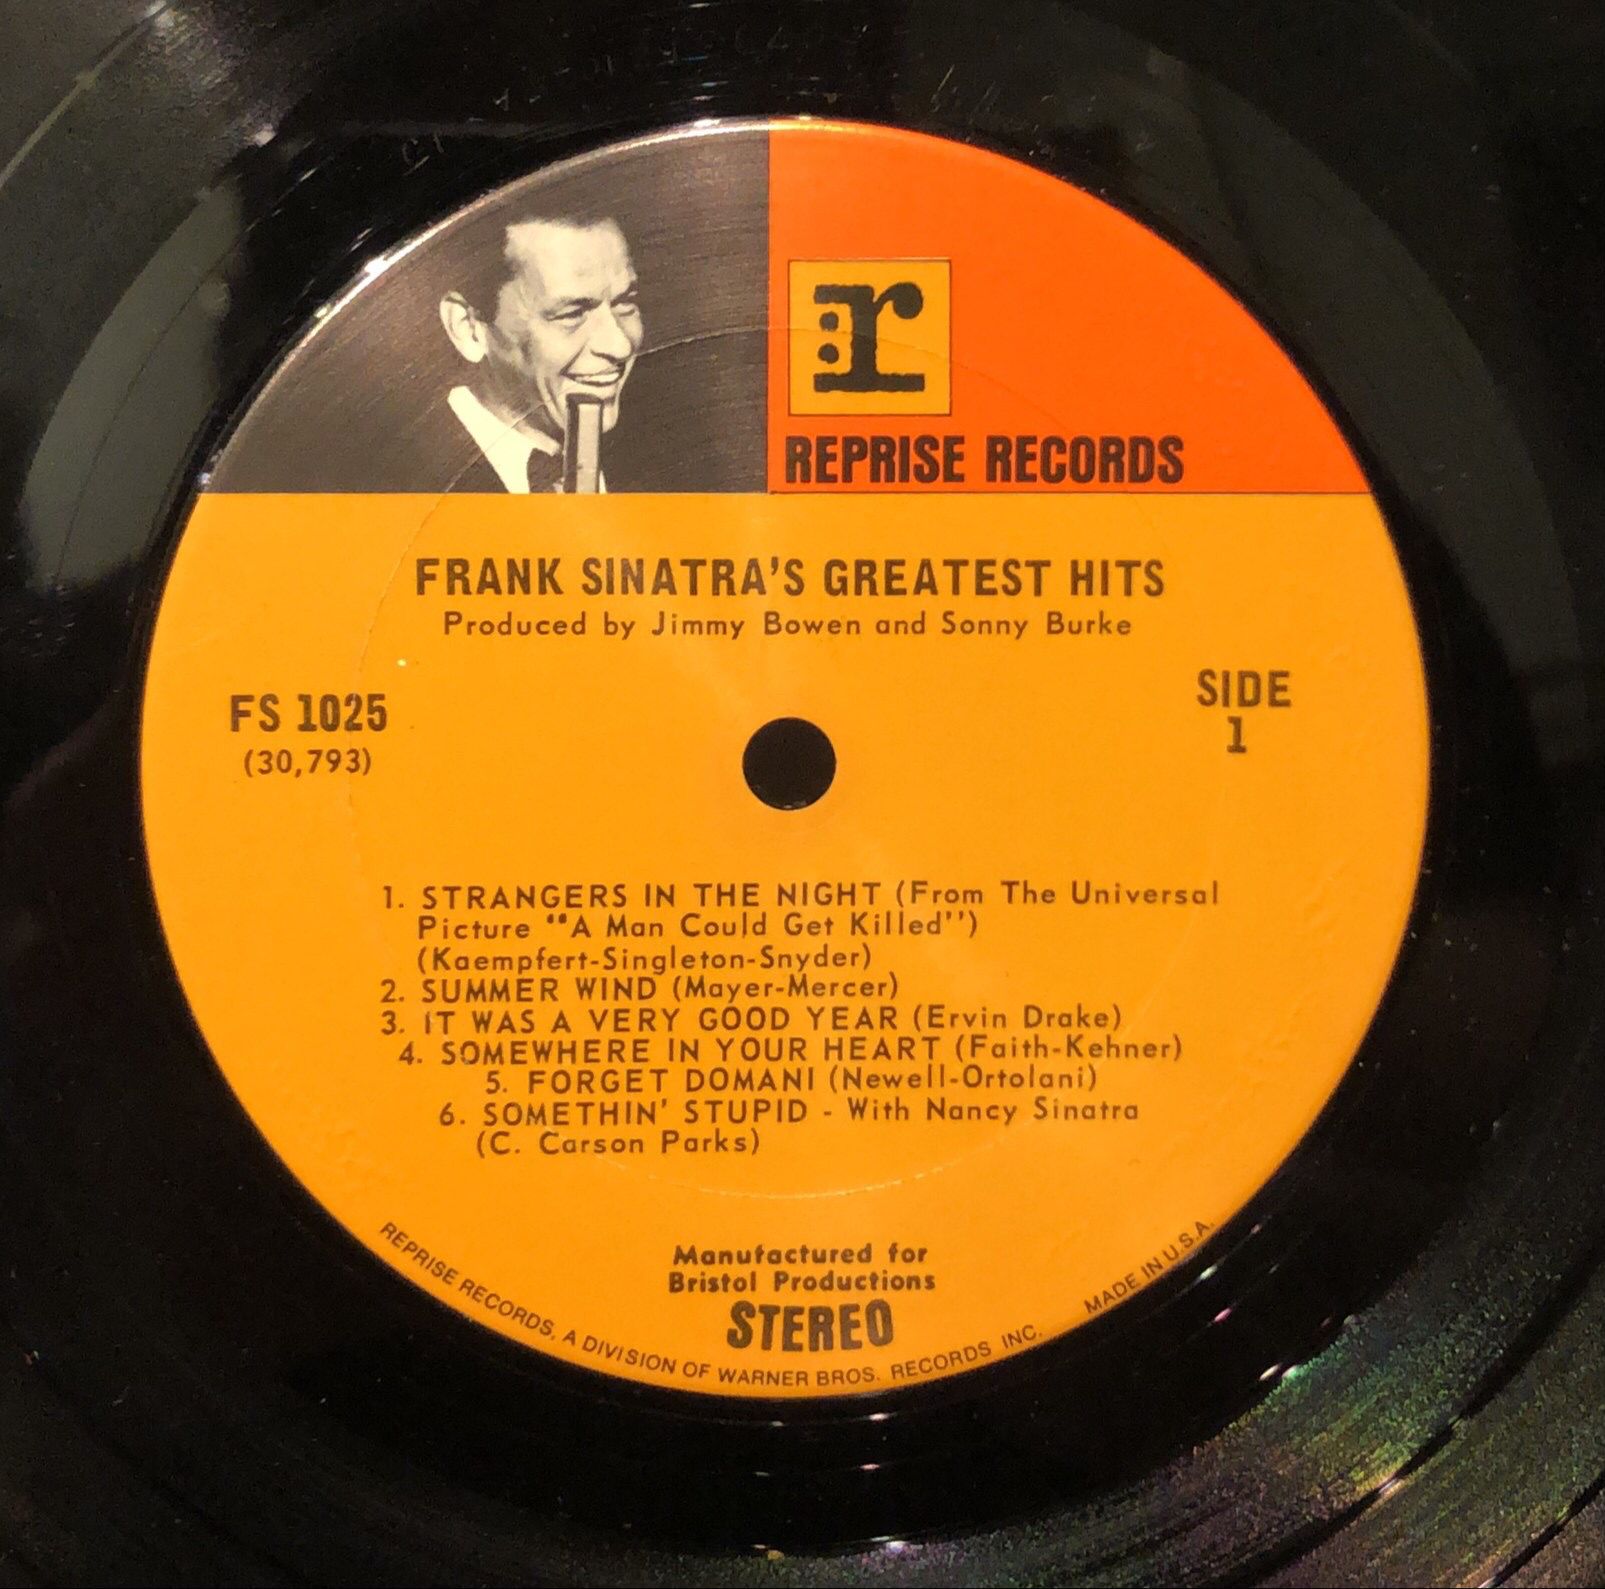 r:
REPRISE RECORDS
FRANK SINATRA'S GREATEST HITS
Produced by Jimmy Bowen and Sonny Burke
FS 1025
(30,793)
SIDE
1
1. STRANGERS IN THE NIGHT (From The Universal
Picture "A Man Could Get Killed")
(Kaempfert-Singleton-Snyder)
2. SUMMER WIND (Mayer-Mercer)
3. IT WAS A VERY GOOD YEAR (Ervin Drake)
4. SOMEWHERE IN YOUR HEART (Faith-Kehner)
5. FORGET DOMANI (Newell-Ortolani)
6. SOMETHIN' STUPID - With Nancy Sinatra
(C. Carson Parks)
Manufactured for
Bristol Productions
STEREO
REPRISE RECORDS, A DIVISION OF WARNER BROS. RECORDS INC. MADE IN U.S.A.